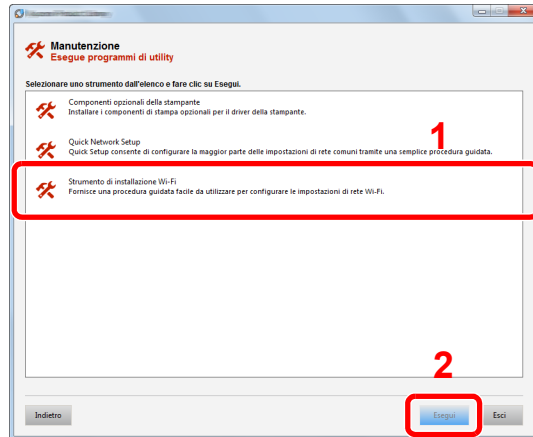 Manutenzione
Esegue programmi di utility
Selezionare uno strumento dall'elenco e fare clic su Esegui.
Componenti opzionali della stampante
Installare i componenti di stampa opzionali per il driver della stampante.
1
Quick Network Setup
Quick Setup consente di configurare la maggior parte delle impostazioni di rete comuni tramite una semplice procedura guidata.
Strumento di installazione Wi-Fi
Fornisce una procedura guidata facile da utilizzare per configurare le impostazioni di rete Wi-Fi.
2
Indietro
Esegui
Esci